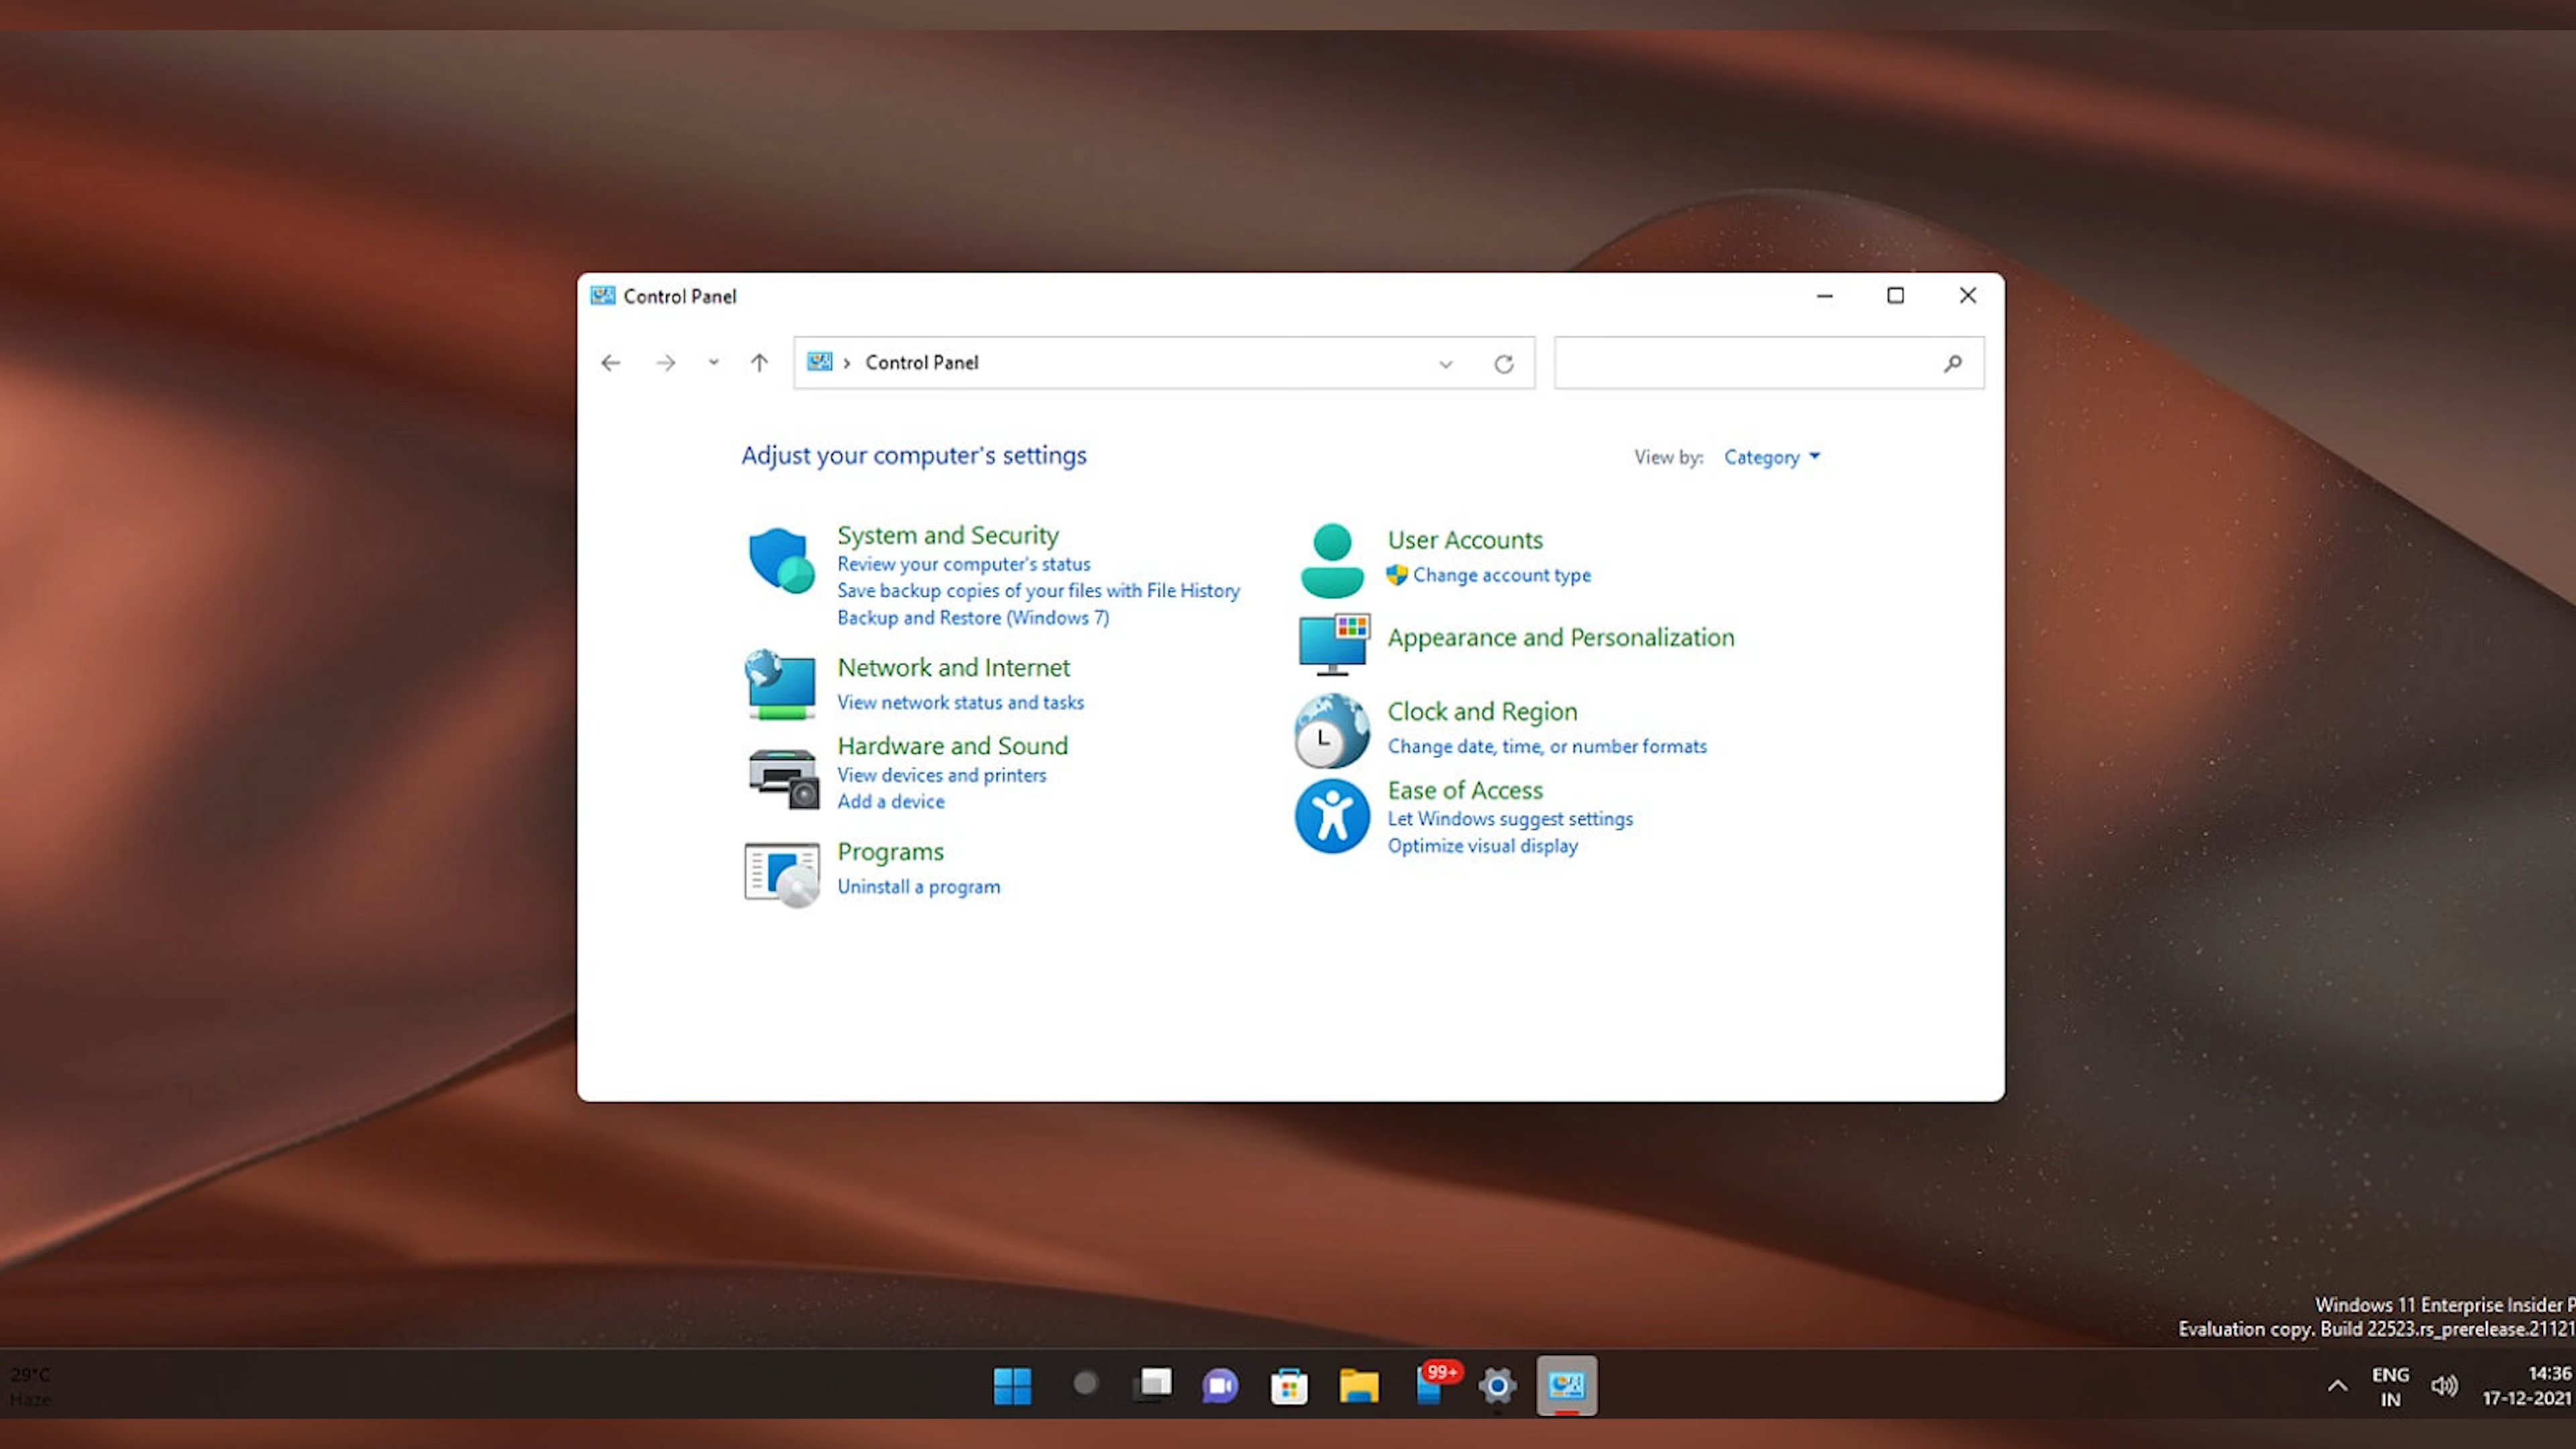 Control Panel
Control Panel
Adjust your computer's settings
View by: Category
System and Security
Review your computer's status
Save backup copies of your files with File History
Backup and Restore (Windows 7)
Network and Internet
View network status and tasks
Hardware and Sound
View devices and printers
Add a device
Programs
Uninstall a program
User Accounts
Change account type
Appearance and Personalization
Clock and Region
Change date, time, or number formats
Ease of Access
Let Windows suggest settings
Optimize visual display
Windows 11 Enterprise Insider P
Evaluation copy. Build 22523.rs_prerelease.21121
29°C
Haze
99+
ENG
IN
14:36
17-12-2021